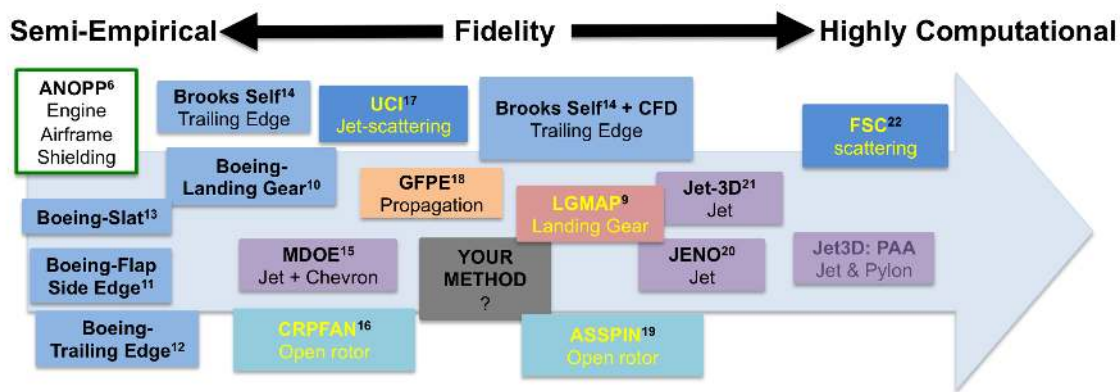 Semi-Empirical Fidelity Highly Computational
ANOPP⁶
Engine
Airframe
Shielding
Brooks Self¹⁴
Trailing Edge
UCI¹⁷
Jet-scattering
Brooks Self¹⁴ + CFD
Trailing Edge
FSC²²
scattering
Boeing-
Landing Gear¹⁰
GFPE¹⁸
Propagation
LGMAP⁹
Landing Gear
Jet-3D²¹
Jet
Boeing-Slat¹³
Boeing-Flap
Side Edge¹¹
MDOE¹⁵
Jet + Chevron
YOUR
METHOD
?
JENO²⁰
Jet
Jet3D: PAA
Jet & Pylon
Boeing-
Trailing Edge¹²
CRPFAN¹⁶
Open rotor
ASSPIN¹⁹
Open rotor